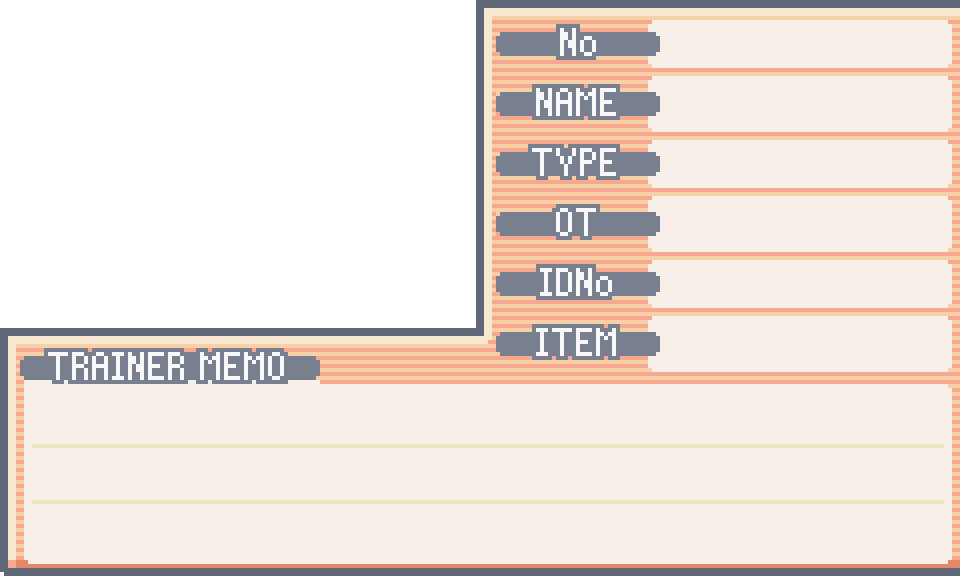 No
NAME
TYPE
OT
IDNo
ITEM
TRAINER MEMO